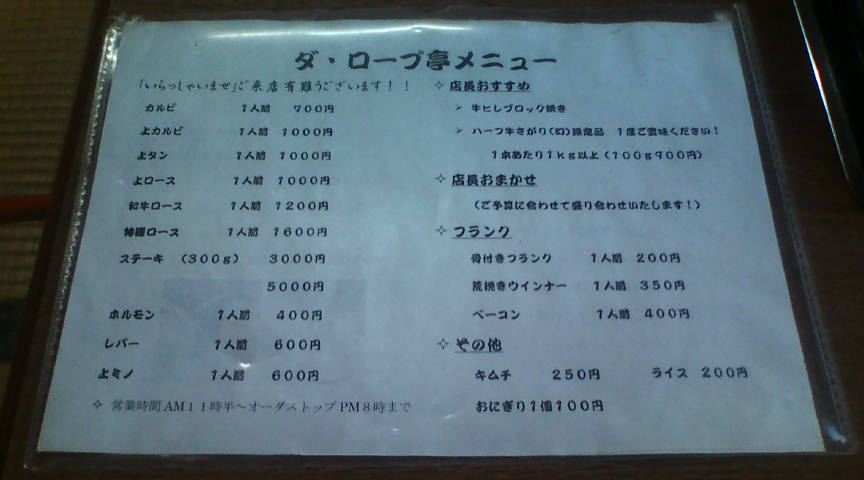 ダ・ロープ亭メニュー
「いらっしゃいませ」ご来店有難うございます！！
カルビ 1人前 700円
上カルビ 1人前 1000円
上タン 1人前 1000円
上ロース 1人前 1000円
和牛ロース 1人前 1200円
特撰ロース 1人前 1600円
ステーキ （300g） 3000円
5000円
ホルモン 1人前 400円
レバー 1人前 600円
上ミノ 1人前 600円
✧ 営業時間AM11時半～オーダストップPM8時まで
✧ 店長おすすめ
➢ 牛ヒレブロック焼き
➢ ハーフ牛さがり(幻)限定品 1度ご賞味ください！
1本あたり1kg以上（100g900円）
✧ 店長おまかせ
（ご予算に合わせて盛り合わせいたします！）
✧ フランク
骨付きフランク 1人前 200円
荒挽きウインナー 1人前 350円
ベーコン 1人前 400円
✧ その他
キムチ 250円 ライス 200円
おにぎり1個100円